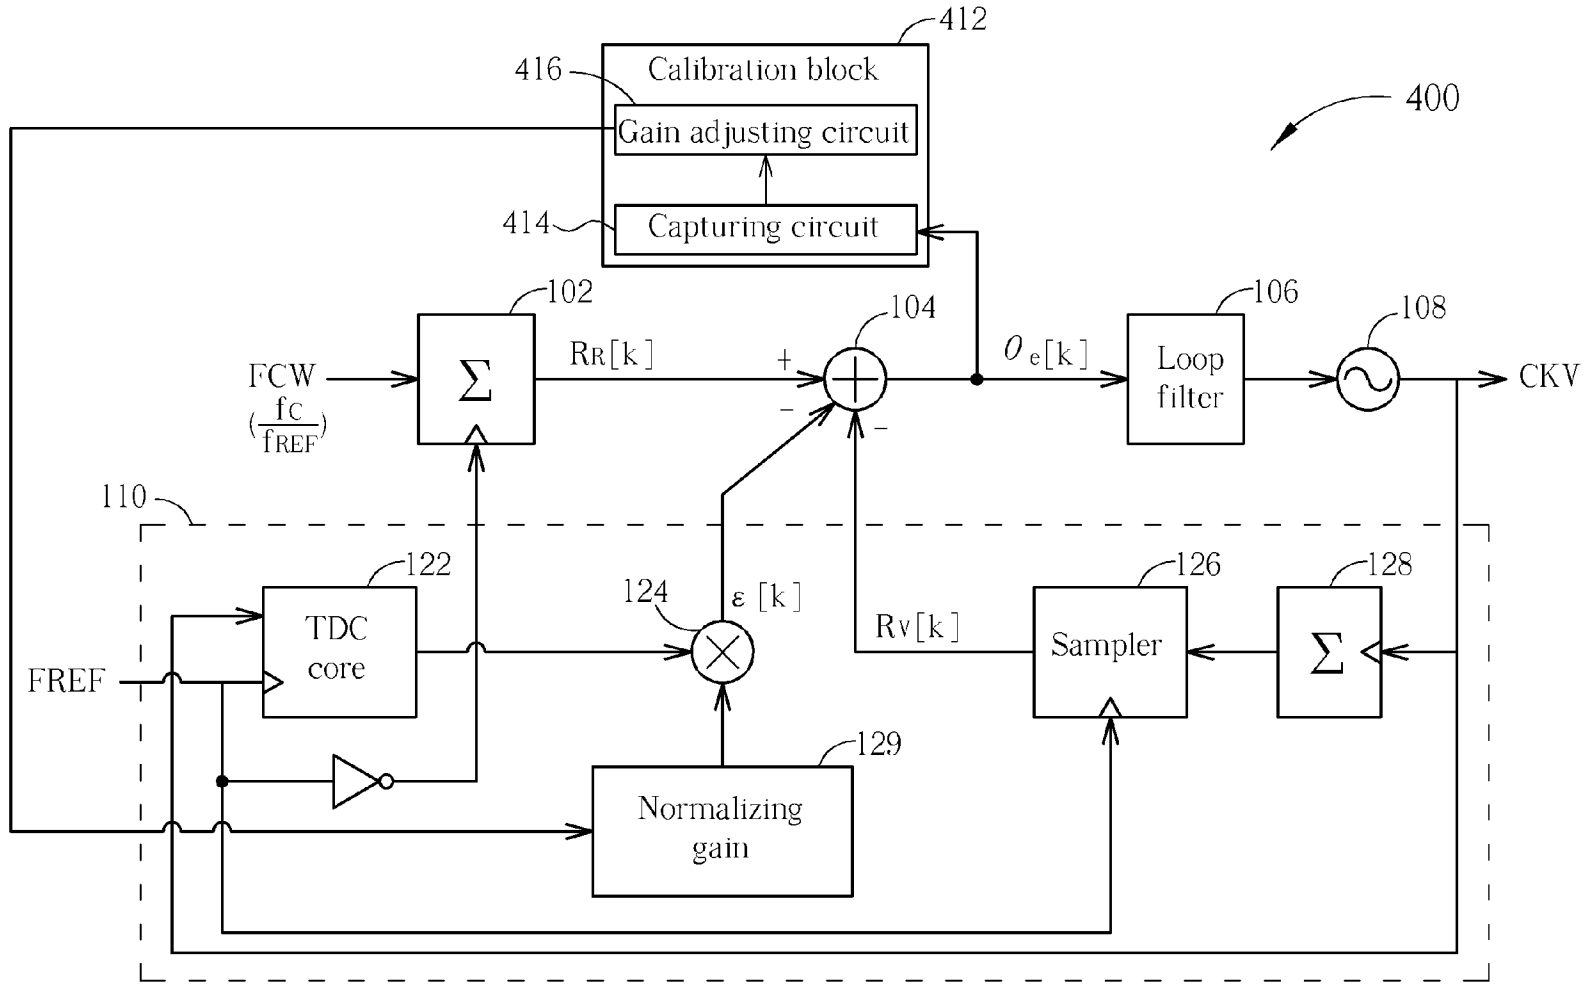 412
416
Calibration block
400
Gain adjusting circuit
414
Capturing circuit
102
104
106
108
RR[k]
+
θe[k]
FCW
Σ
Loop
filter
CKV
(fC
fREF)
-
-
110
122
124
ε[k]
126
128
TDC
core
RV[k]
Sampler
Σ
FREF
129
Normalizing
gain